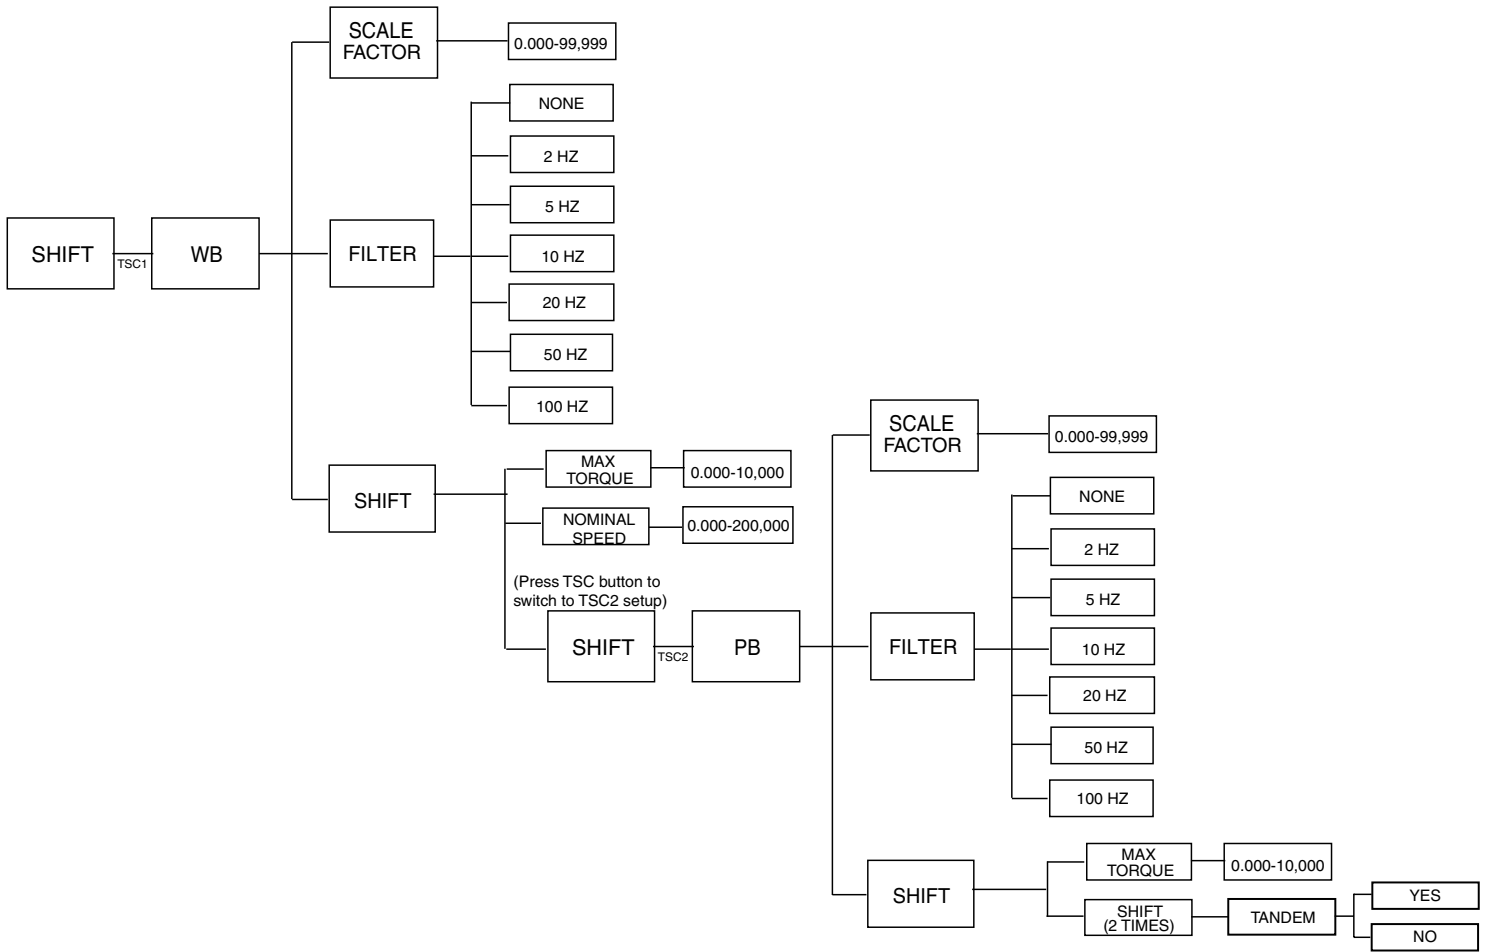 SCALE
FACTOR
0.000-99,999
NONE
2 HZ
5 HZ
SHIFT
TSC1
WB
FILTER
10 HZ
20 HZ
50 HZ
100 HZ
SHIFT
MAX
TORQUE
0.000-10,000
NOMINAL
SPEED
0.000-200,000
(Press TSC button to
switch to TSC2 setup)
SHIFT
TSC2
PB
SCALE
FACTOR
0.000-99,999
NONE
2 HZ
5 HZ
FILTER
10 HZ
20 HZ
50 HZ
100 HZ
SHIFT
MAX
TORQUE
0.000-10,000
SHIFT
(2 TIMES)
TANDEM
YES
NO